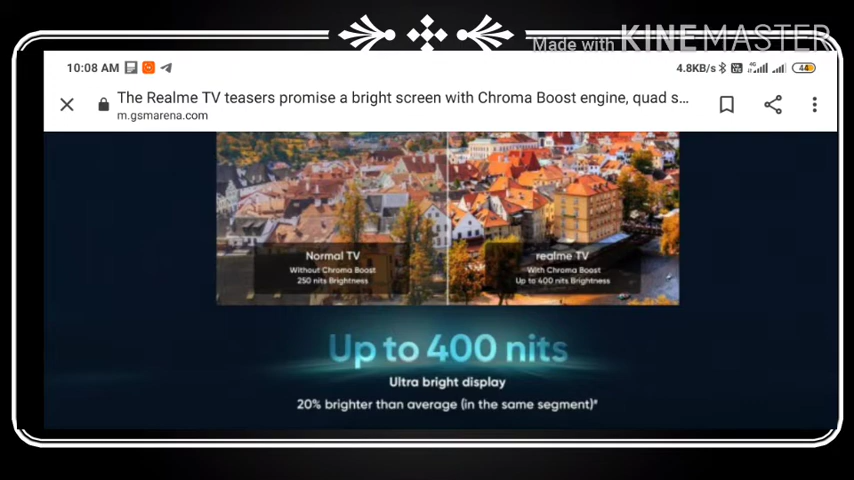 Made with KINEMASTER
10:08 AM
4.8KB/s 4G 44
The Realme TV teasers promise a bright screen with Chroma Boost engine, quad s...
m.gsmarena.com
Normal TV
Without Chroma Boost
250 nits Brightness
realme TV
With Chroma Boost
Up to 400 nits Brightness
Up to 400 nits
Ultra bright display
20% brighter than average (in the same segment)*